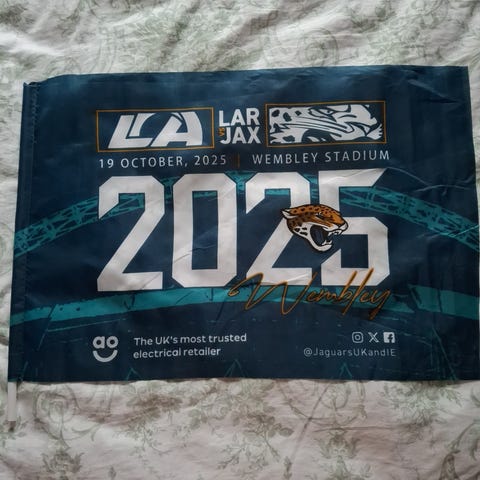 LA
LAR
VS
JAX
19 OCTOBER, 2025 | WEMBLEY STADIUM
2025
Wembley
ao
The UK's most trusted
electrical retailer
@JaguarsUKandIE